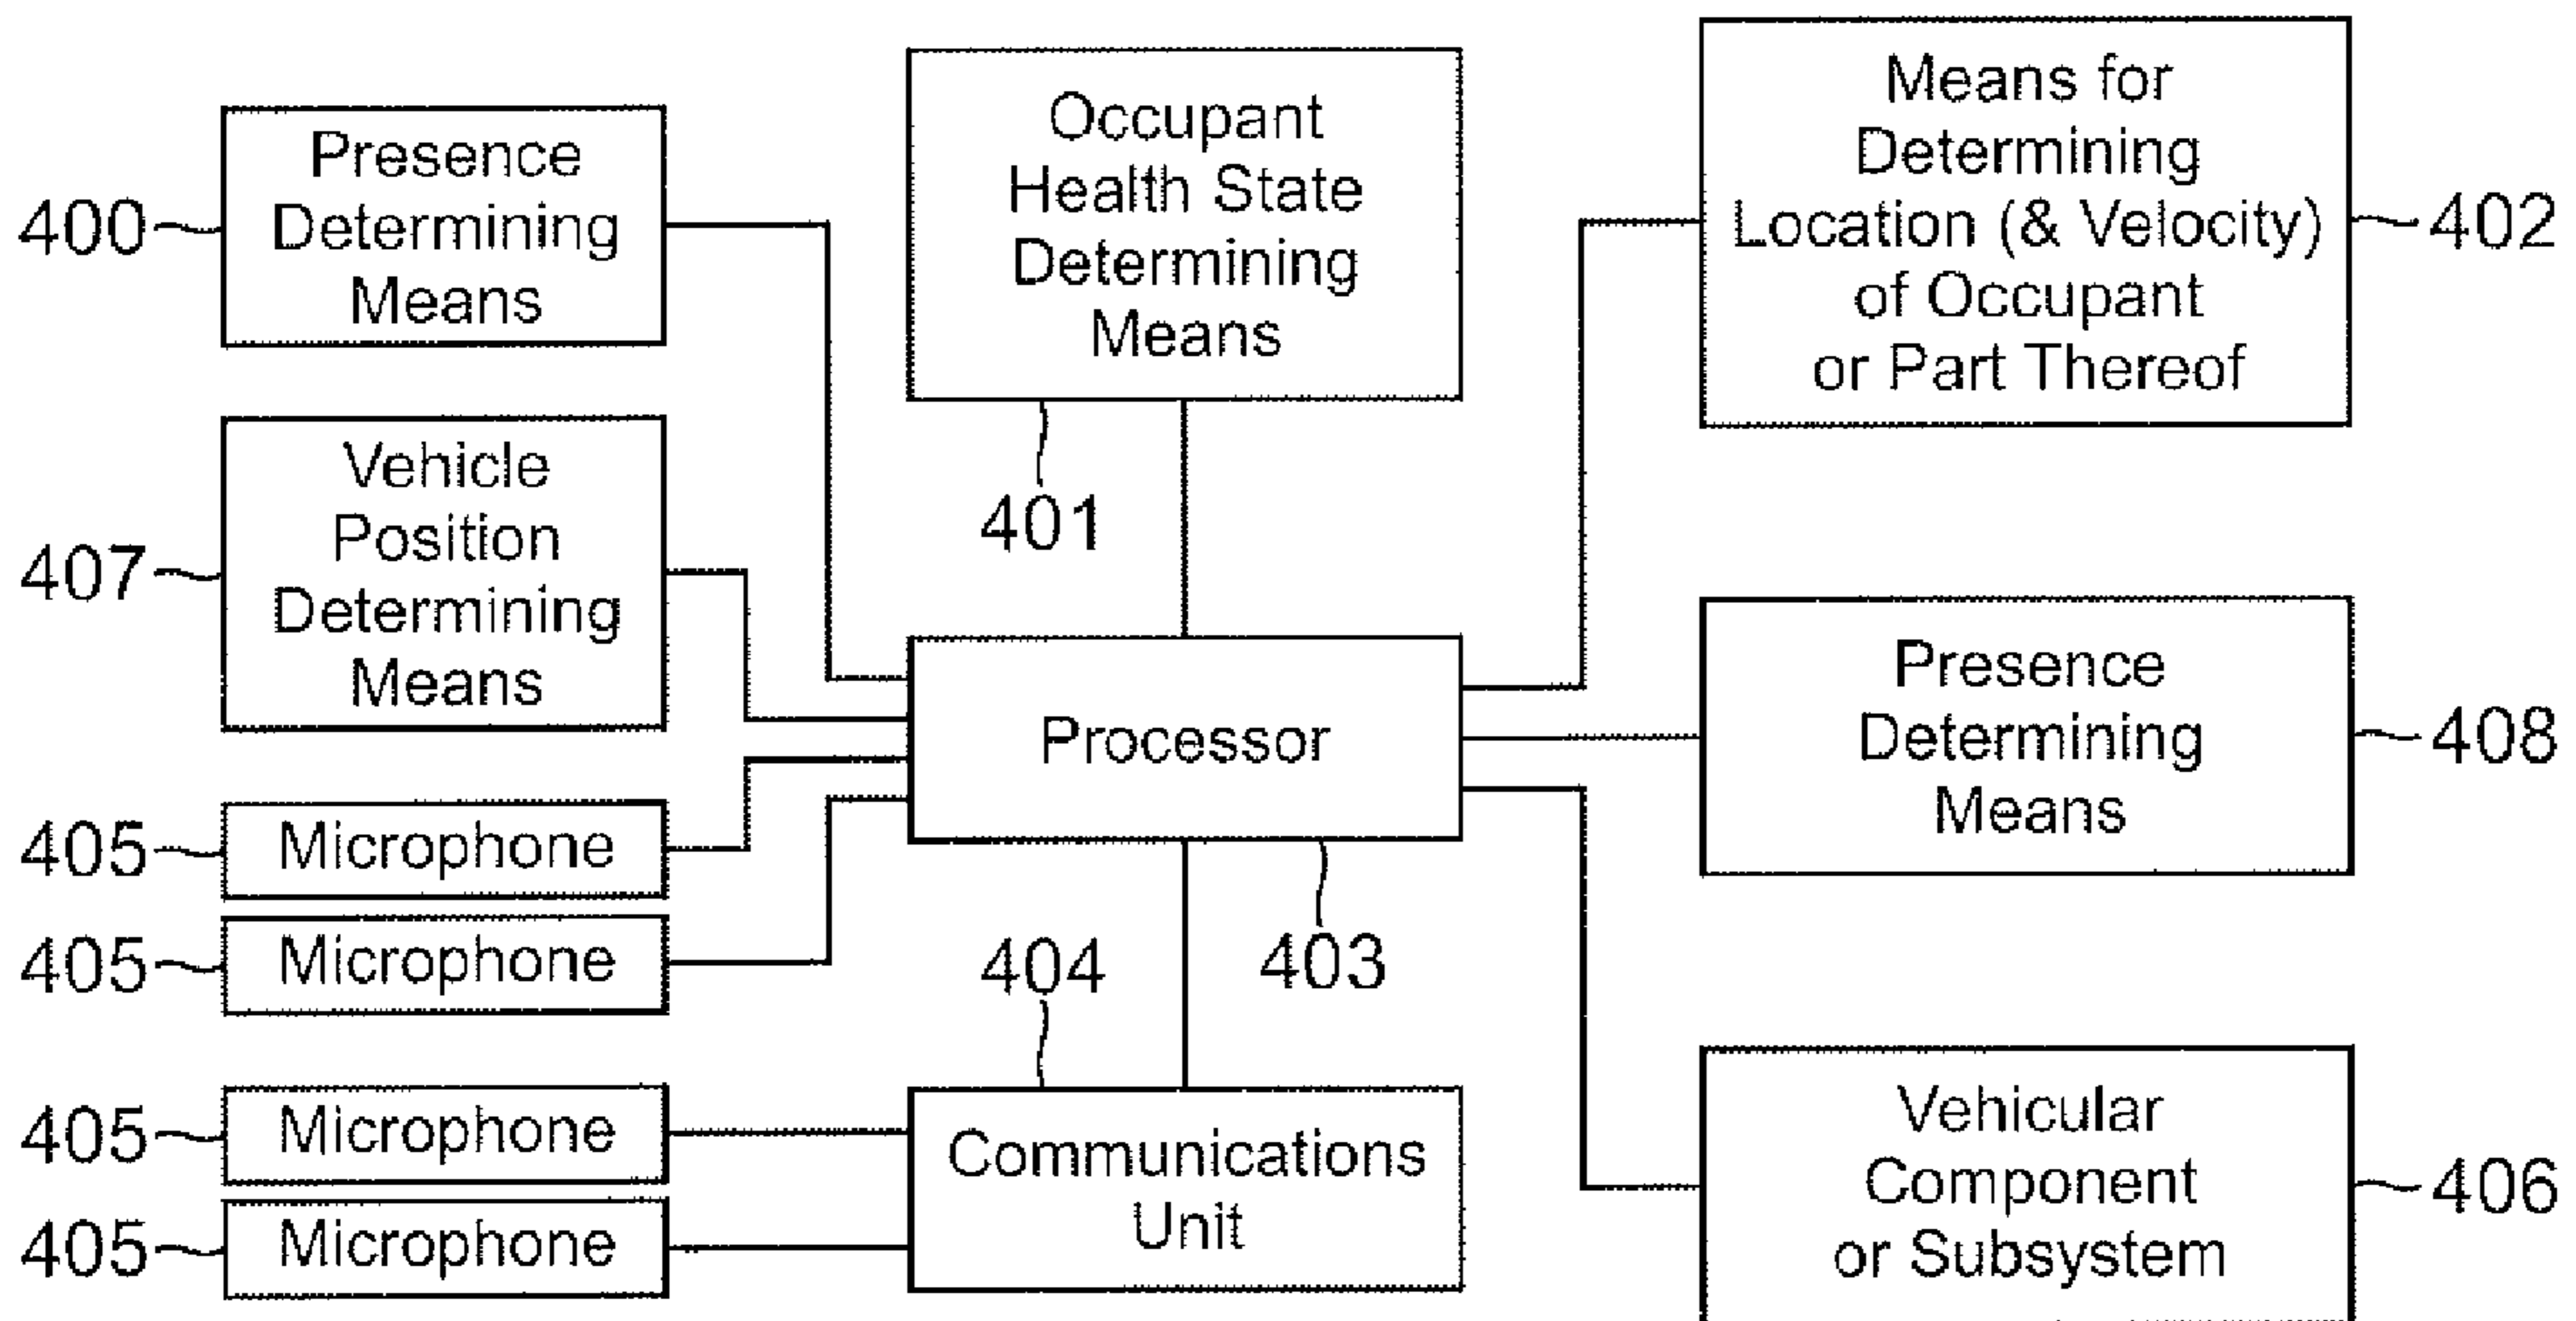 400
Presence
Determining
Means
Occupant
Health State
Determining
Means
401
Means for
Determining
Location (& Velocity)
of Occupant
or Part Thereof
402
407
Vehicle
Position
Determining
Means
Processor
403
Presence
Determining
Means
408
405
Microphone
405
Microphone
404
405
Microphone
405
Microphone
Communications
Unit
Vehicular
Component
or Subsystem
406